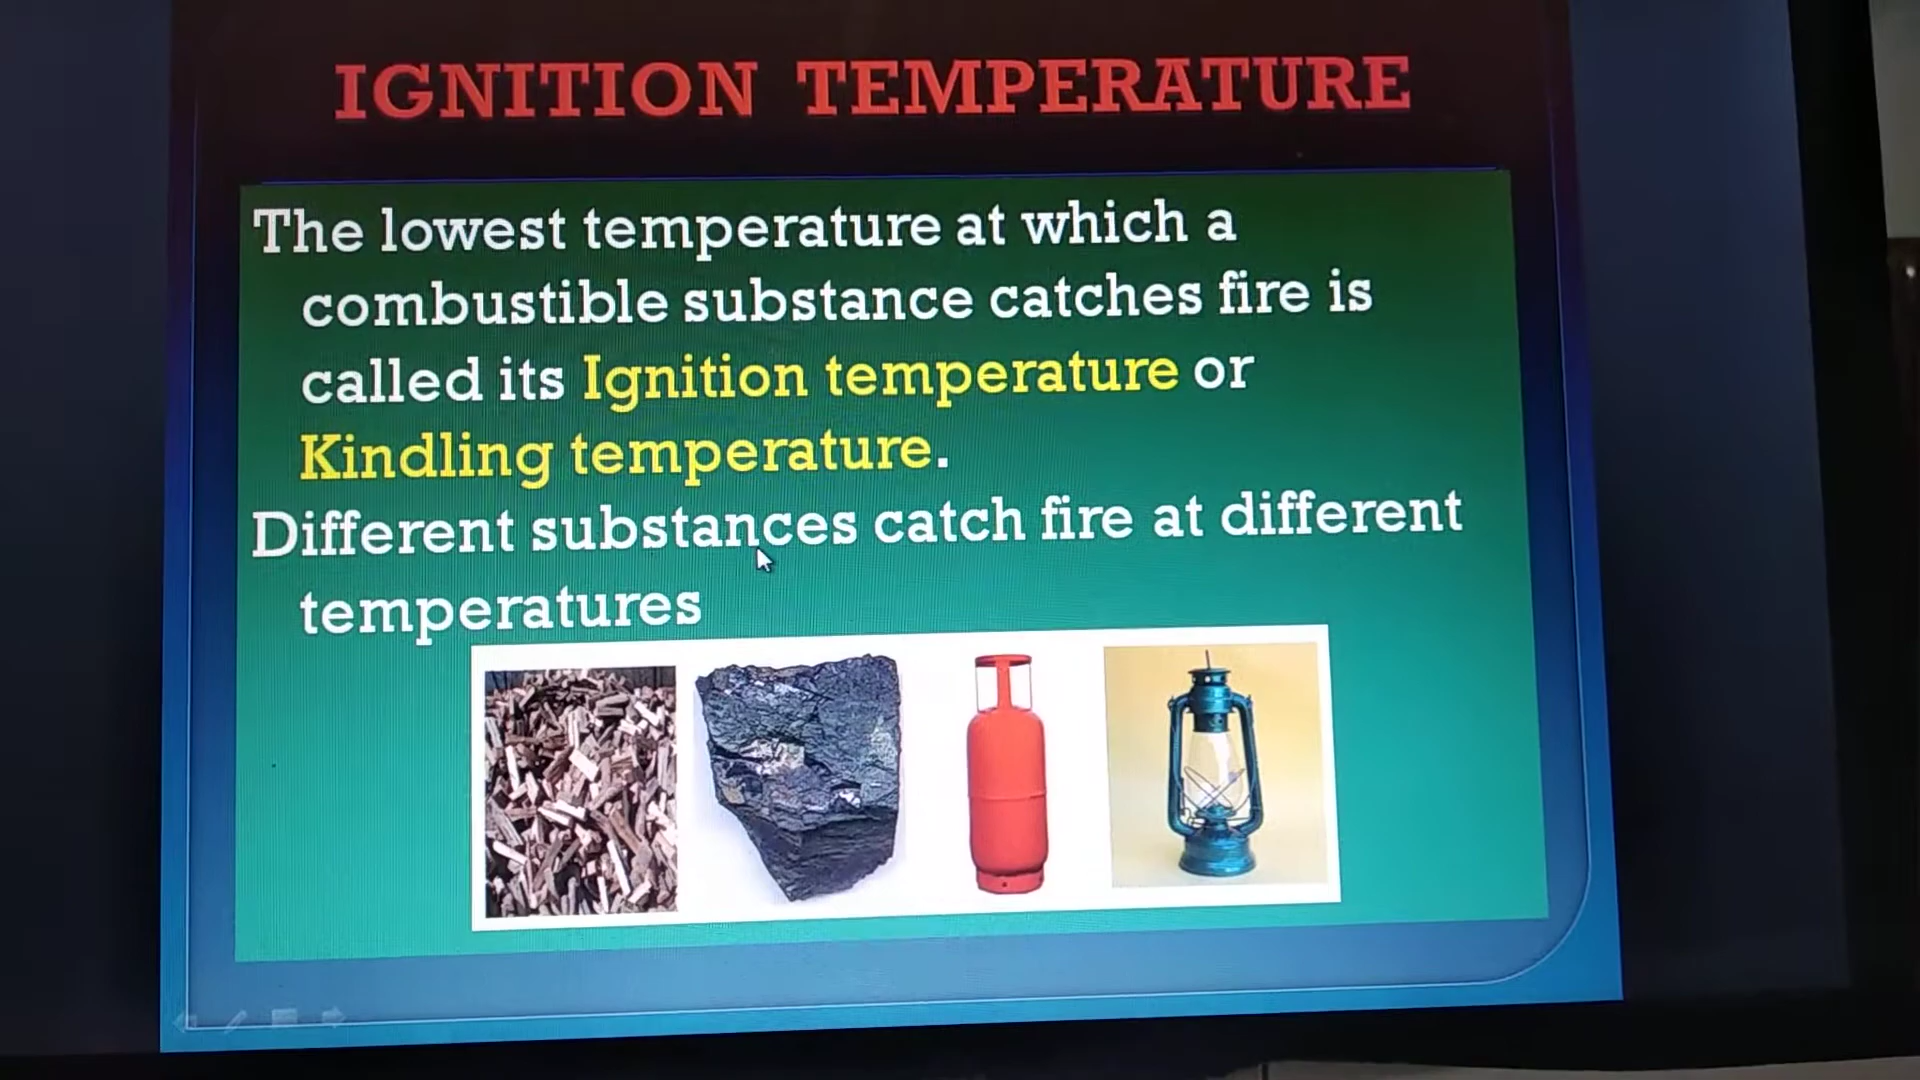 IGNITION TEMPERATURE
The lowest temperature at which a
combustible substance catches fire is
called its Ignition temperature or
Kindling temperature.
Different substances catch fire at different
temperatures